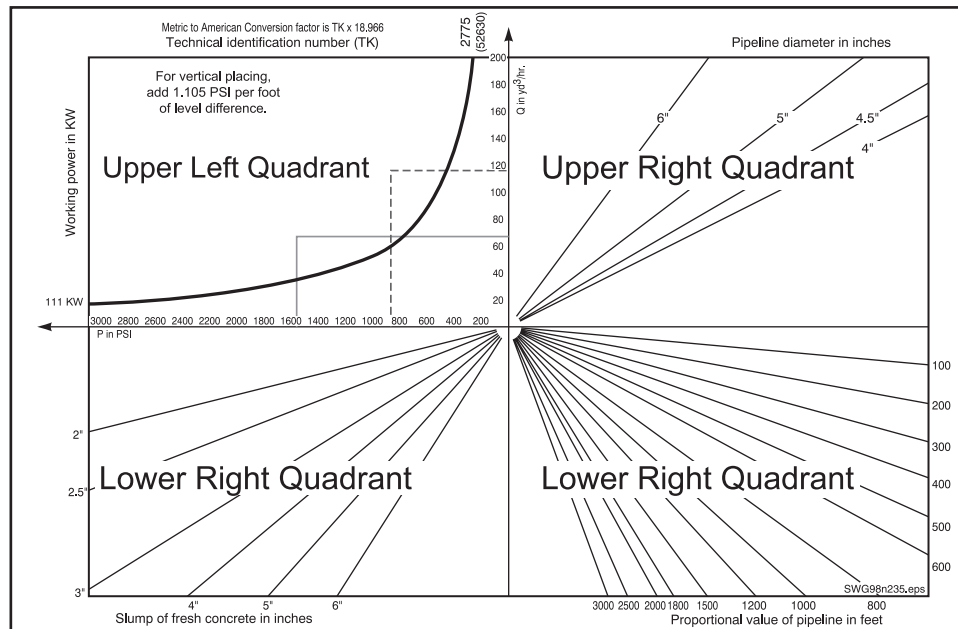 Metric to American Conversion factor is TK x 18.966
Technical identification number (TK)
2775
(52630)
Pipeline diameter in inches
For vertical placing,
add 1.105 PSI per foot
of level difference.
Working power in KW
Q in yd³/hr.
200
180
160
140
120
100
80
60
40
20
6"
5"
4.5"
4"
Upper Left Quadrant
Upper Right Quadrant
111 KW
3000 2800 2600 2400 2200 2000 1800 1600 1400 1200 1000 800 600 400 200
P in PSI
100
200
300
400
500
600
2"
2.5"
3"
Lower Right Quadrant
Lower Right Quadrant
SWG98n235.eps
4" 5" 6"
3000 2500 2000 1800 1500 1200 1000 800
Slump of fresh concrete in inches
Proportional value of pipeline in feet